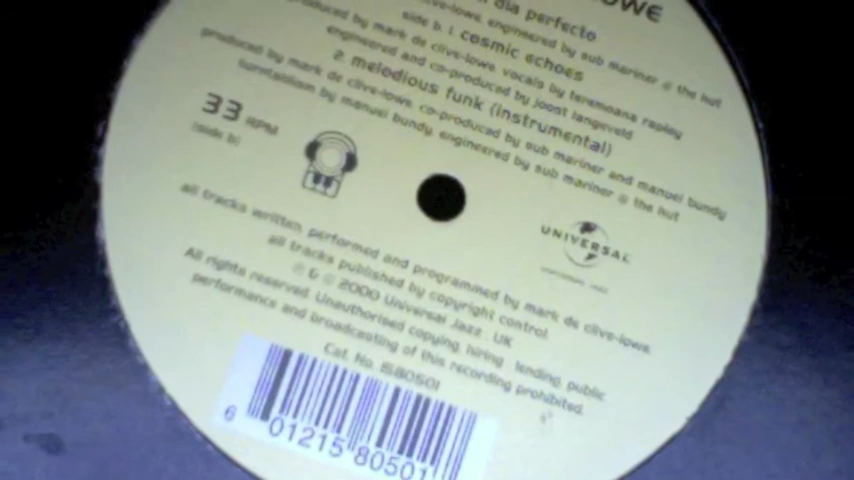 owe
dia perfecto
clive-lowe. engineered by sub mariner @ the hut
side b. 1. cosmic echoes
produced by mark de clive-lowe. vocals by teremoana rapley
engineered and co-produced by joost langeveld
2. melodious funk (instrumental)
produced by mark de clive-lowe. co-produced by sub mariner and manuel bundy
turntablism by manuel bundy. engineered by sub mariner @ the hut
33 RPM
(side b)
UNIVERSAL
all tracks written, performed and programmed by mark de clive-lowe.
all tracks published by copyright control.
℗ & © 2000 Universal Jazz . UK
All rights reserved. Unauthorised copying, hiring, lending, public
performance and broadcasting of this recording prohibited.
Cat. No. 1580501
6 01215 80501